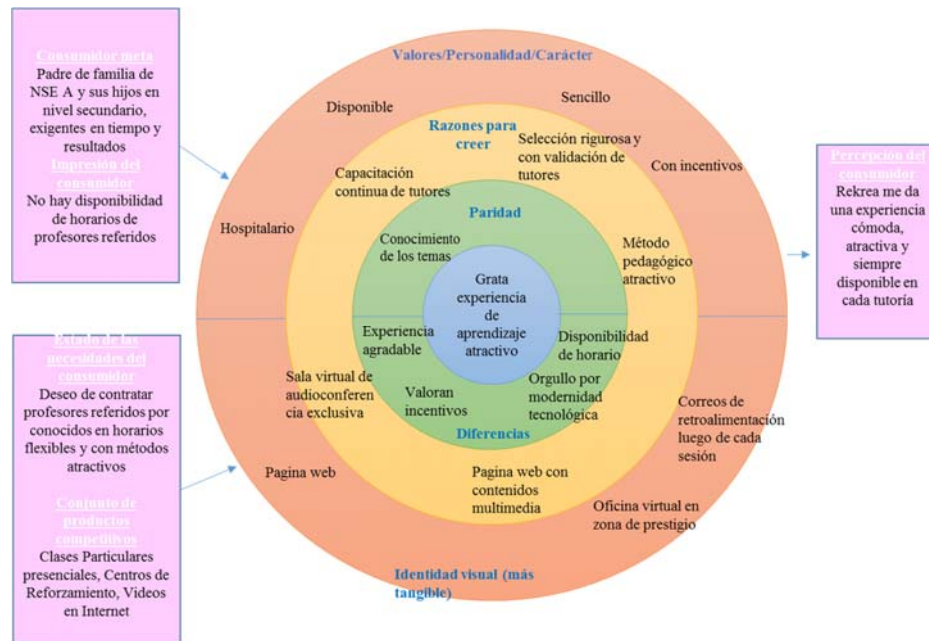 Consumidor meta
Padre de familia de
NSE A y sus hijos en
nivel secundario,
exigentes en tiempo y
resultados
Impresión del
consumidor
No hay disponibilidad
de horarios de
profesores referidos
Estado de las
necesidades del
consumidor
Deseo de contratar
profesores referidos por
conocidos en horarios
flexibles y con métodos
atractivos
Conjunto de
productos
competitivos
Clases Particulares
presenciales, Centros de
Reforzamiento, Videos
en Internet
Valores/Personalidad/Carácter
Disponible
Sencillo
Hospitalario
Con incentivos
Razones para
creer
Capacitación
continua de tutores
Selección rigurosa y
con validación de
tutores
Método
pedagógico
atractivo
Paridad
Conocimiento
de los temas
Grata
experiencia
de
aprendizaje
atractivo
Experiencia
agradable
Disponibilidad
de horario
Valoran
incentivos
Orgullo por
modernidad
tecnológica
Diferencias
Sala virtual de
audioconferen
cia exclusiva
Pagina web con
contenidos
multimedia
Pagina web
Correos de
retroalimentación
luego de cada
sesión
Oficina virtual en
zona de prestigio
Identidad visual (más
tangible)
Percepción del
consumidor
Rekrea me da
una experiencia
cómoda,
atractiva y
siempre
disponible en
cada tutoría